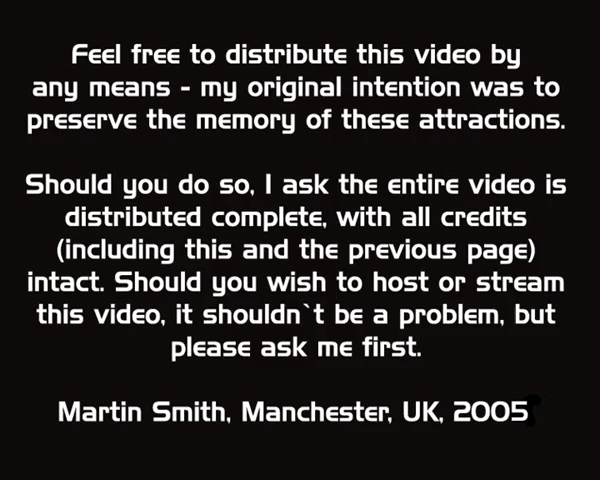 Feel free to distribute this video by
any means - my original intention was to
preserve the memory of these attractions.
Should you do so, I ask the entire video is
distributed complete, with all credits
(including this and the previous page)
intact. Should you wish to host or stream
this video, it shouldn`t be a problem, but
please ask me first.
Martin Smith, Manchester, UK, 2005